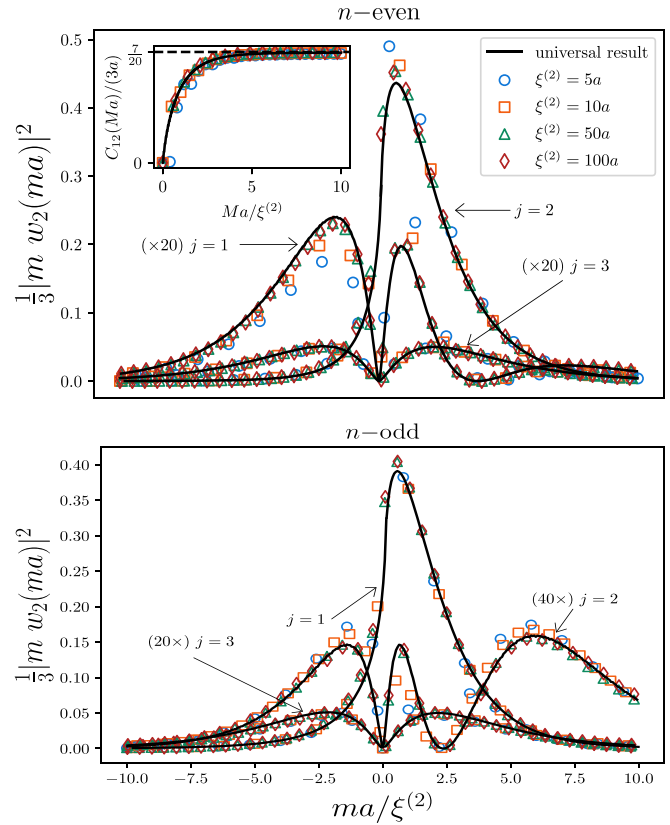 n−even
1/3|m w₂(ma)|²
0.5
0.4
0.3
0.2
0.1
0.0
C₁₂(Ma)/(3a)
7/20
0
0
5
10
Ma/ξ⁽²⁾
universal result
ξ⁽²⁾ = 5a
ξ⁽²⁾ = 10a
ξ⁽²⁾ = 50a
ξ⁽²⁾ = 100a
j = 2
(×20) j = 1
(×20) j = 3
n−odd
1/3|m w₂(ma)|²
0.40
0.35
0.30
0.25
0.20
0.15
0.10
0.05
0.00
j = 1
(40×) j = 2
(20×) j = 3
−10.0
−7.5
−5.0
−2.5
0.0
2.5
5.0
7.5
10.0
ma/ξ⁽²⁾